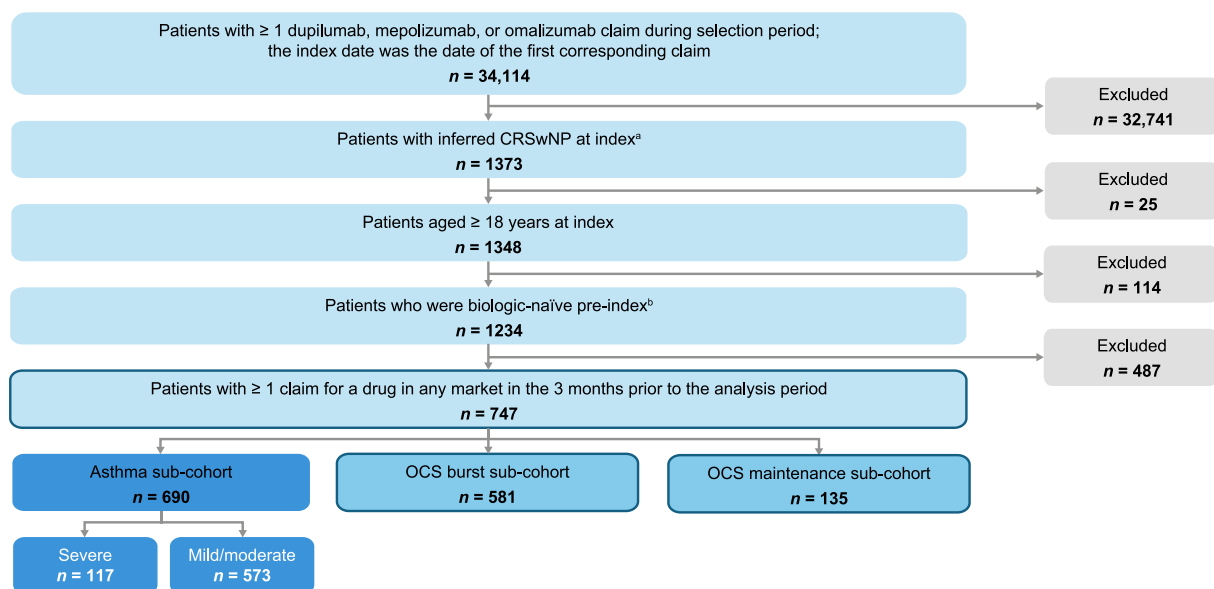 Patients with ≥ 1 dupilumab, mepolizumab, or omalizumab claim during selection period;
the index date was the date of the first corresponding claim
n = 34,114
Excluded
n = 32,741
Patients with inferred CRSwNP at indexᵃ
n = 1373
Excluded
n = 25
Patients aged ≥ 18 years at index
n = 1348
Excluded
n = 114
Patients who were biologic-naïve pre-indexᵇ
n = 1234
Excluded
n = 487
Patients with ≥ 1 claim for a drug in any market in the 3 months prior to the analysis period
n = 747
Asthma sub-cohort
n = 690
OCS burst sub-cohort
n = 581
OCS maintenance sub-cohort
n = 135
Severe
n = 117
Mild/moderate
n = 573